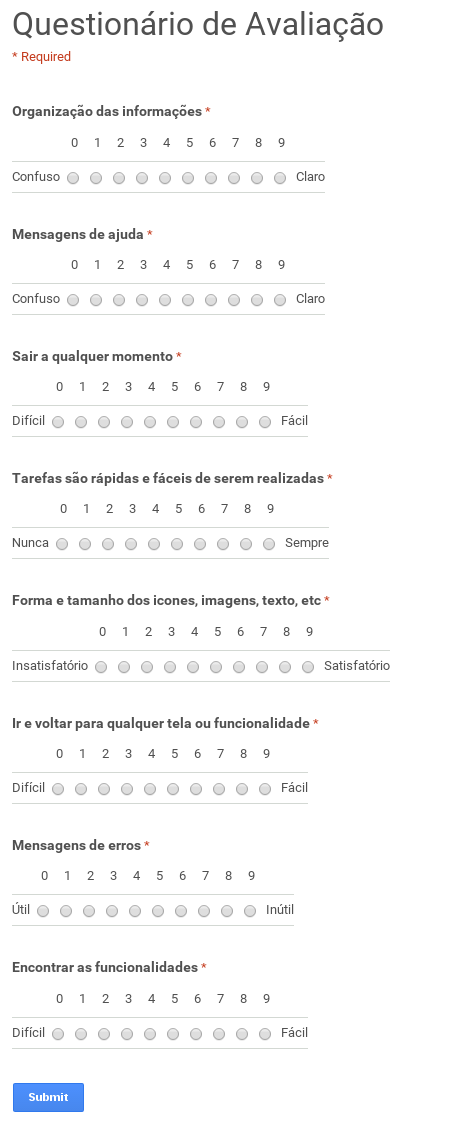 Questionário de Avaliação
* Required
Organização das informações *
0 1 2 3 4 5 6 7 8 9
Confuso Claro
Mensagens de ajuda *
0 1 2 3 4 5 6 7 8 9
Confuso Claro
Sair a qualquer momento *
0 1 2 3 4 5 6 7 8 9
Difícil Fácil
Tarefas são rápidas e fáceis de serem realizadas *
0 1 2 3 4 5 6 7 8 9
Nunca Sempre
Forma e tamanho dos icones, imagens, texto, etc *
0 1 2 3 4 5 6 7 8 9
Insatisfatório Satisfatório
Ir e voltar para qualquer tela ou funcionalidade *
0 1 2 3 4 5 6 7 8 9
Difícil Fácil
Mensagens de erros *
0 1 2 3 4 5 6 7 8 9
Útil Inútil
Encontrar as funcionalidades *
0 1 2 3 4 5 6 7 8 9
Difícil Fácil
Submit